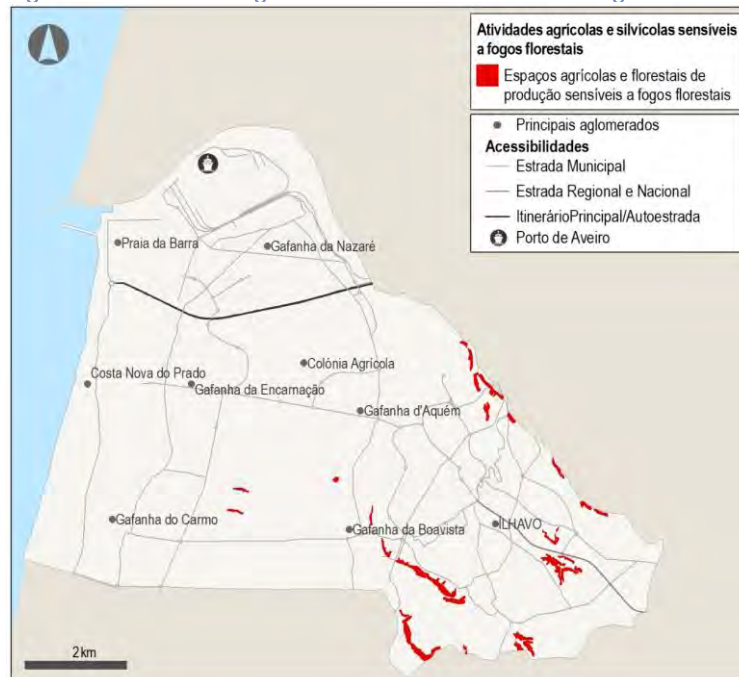 Atividades agrícolas e silvícolas sensíveis
a fogos florestais
Espaços agrícolas e florestais de
produção sensíveis a fogos florestais
Principais aglomerados
Acessibilidades
Estrada Municipal
Estrada Regional e Nacional
ItinerárioPrincipal/Autoestrada
Porto de Aveiro
Praia da Barra
Gafanha da Nazaré
Colónia Agrícola
Costa Nova do Prado
Gafanha da Encarnação
Gafanha d'Aquém
Gafanha do Carmo
Gafanha da Boavista
ILHAVO
2 km